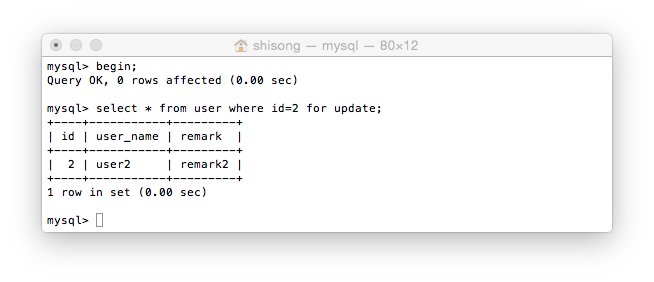 shisong — mysql — 80×12
mysql> begin;
Query OK, 0 rows affected (0.00 sec)
mysql> select * from user where id=2 for update;
+----+-----------+---------+
| id | user_name | remark  |
+----+-----------+---------+
|  2 | user2     | remark2 |
+----+-----------+---------+
1 row in set (0.00 sec)
mysql>